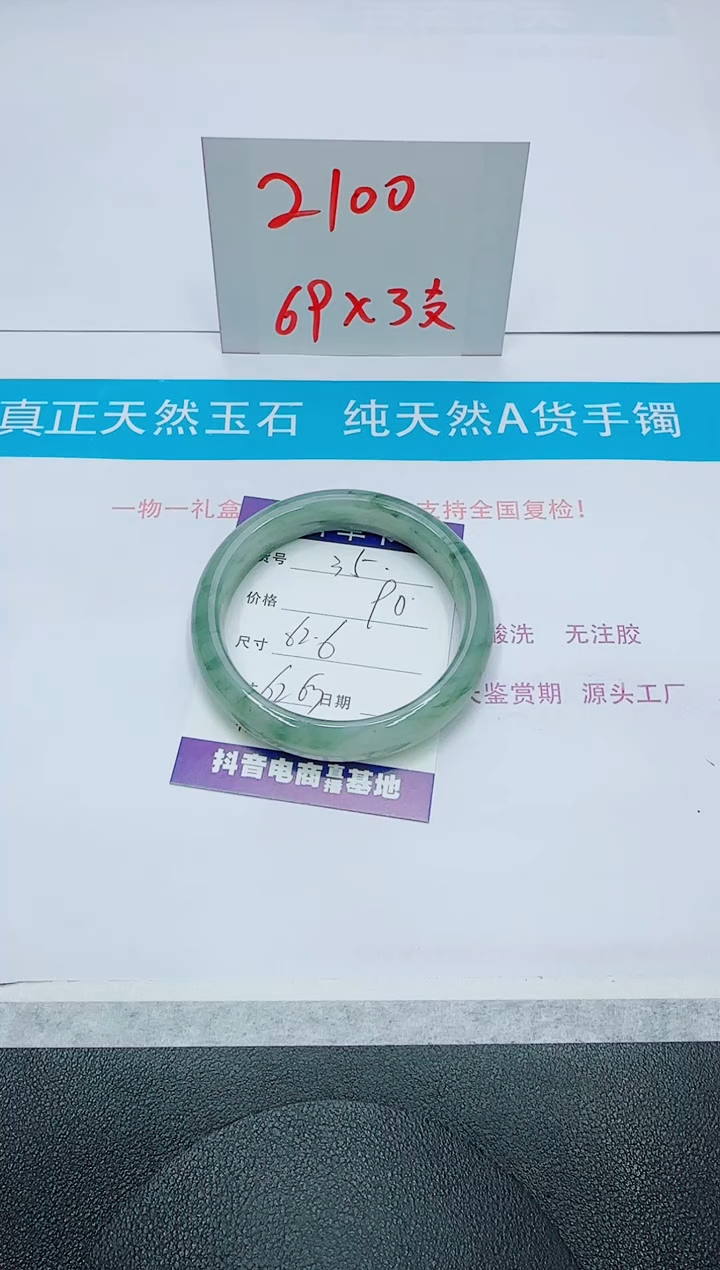 2100
69x3支
真正天然玉石 纯天然A货手镯
一物一礼盒 支持全国复检！
货号 35.
价格 90.
尺寸 62.6
酸洗 无注胶
62 63 日期
鉴赏期 源头工厂
抖音电商直播基地